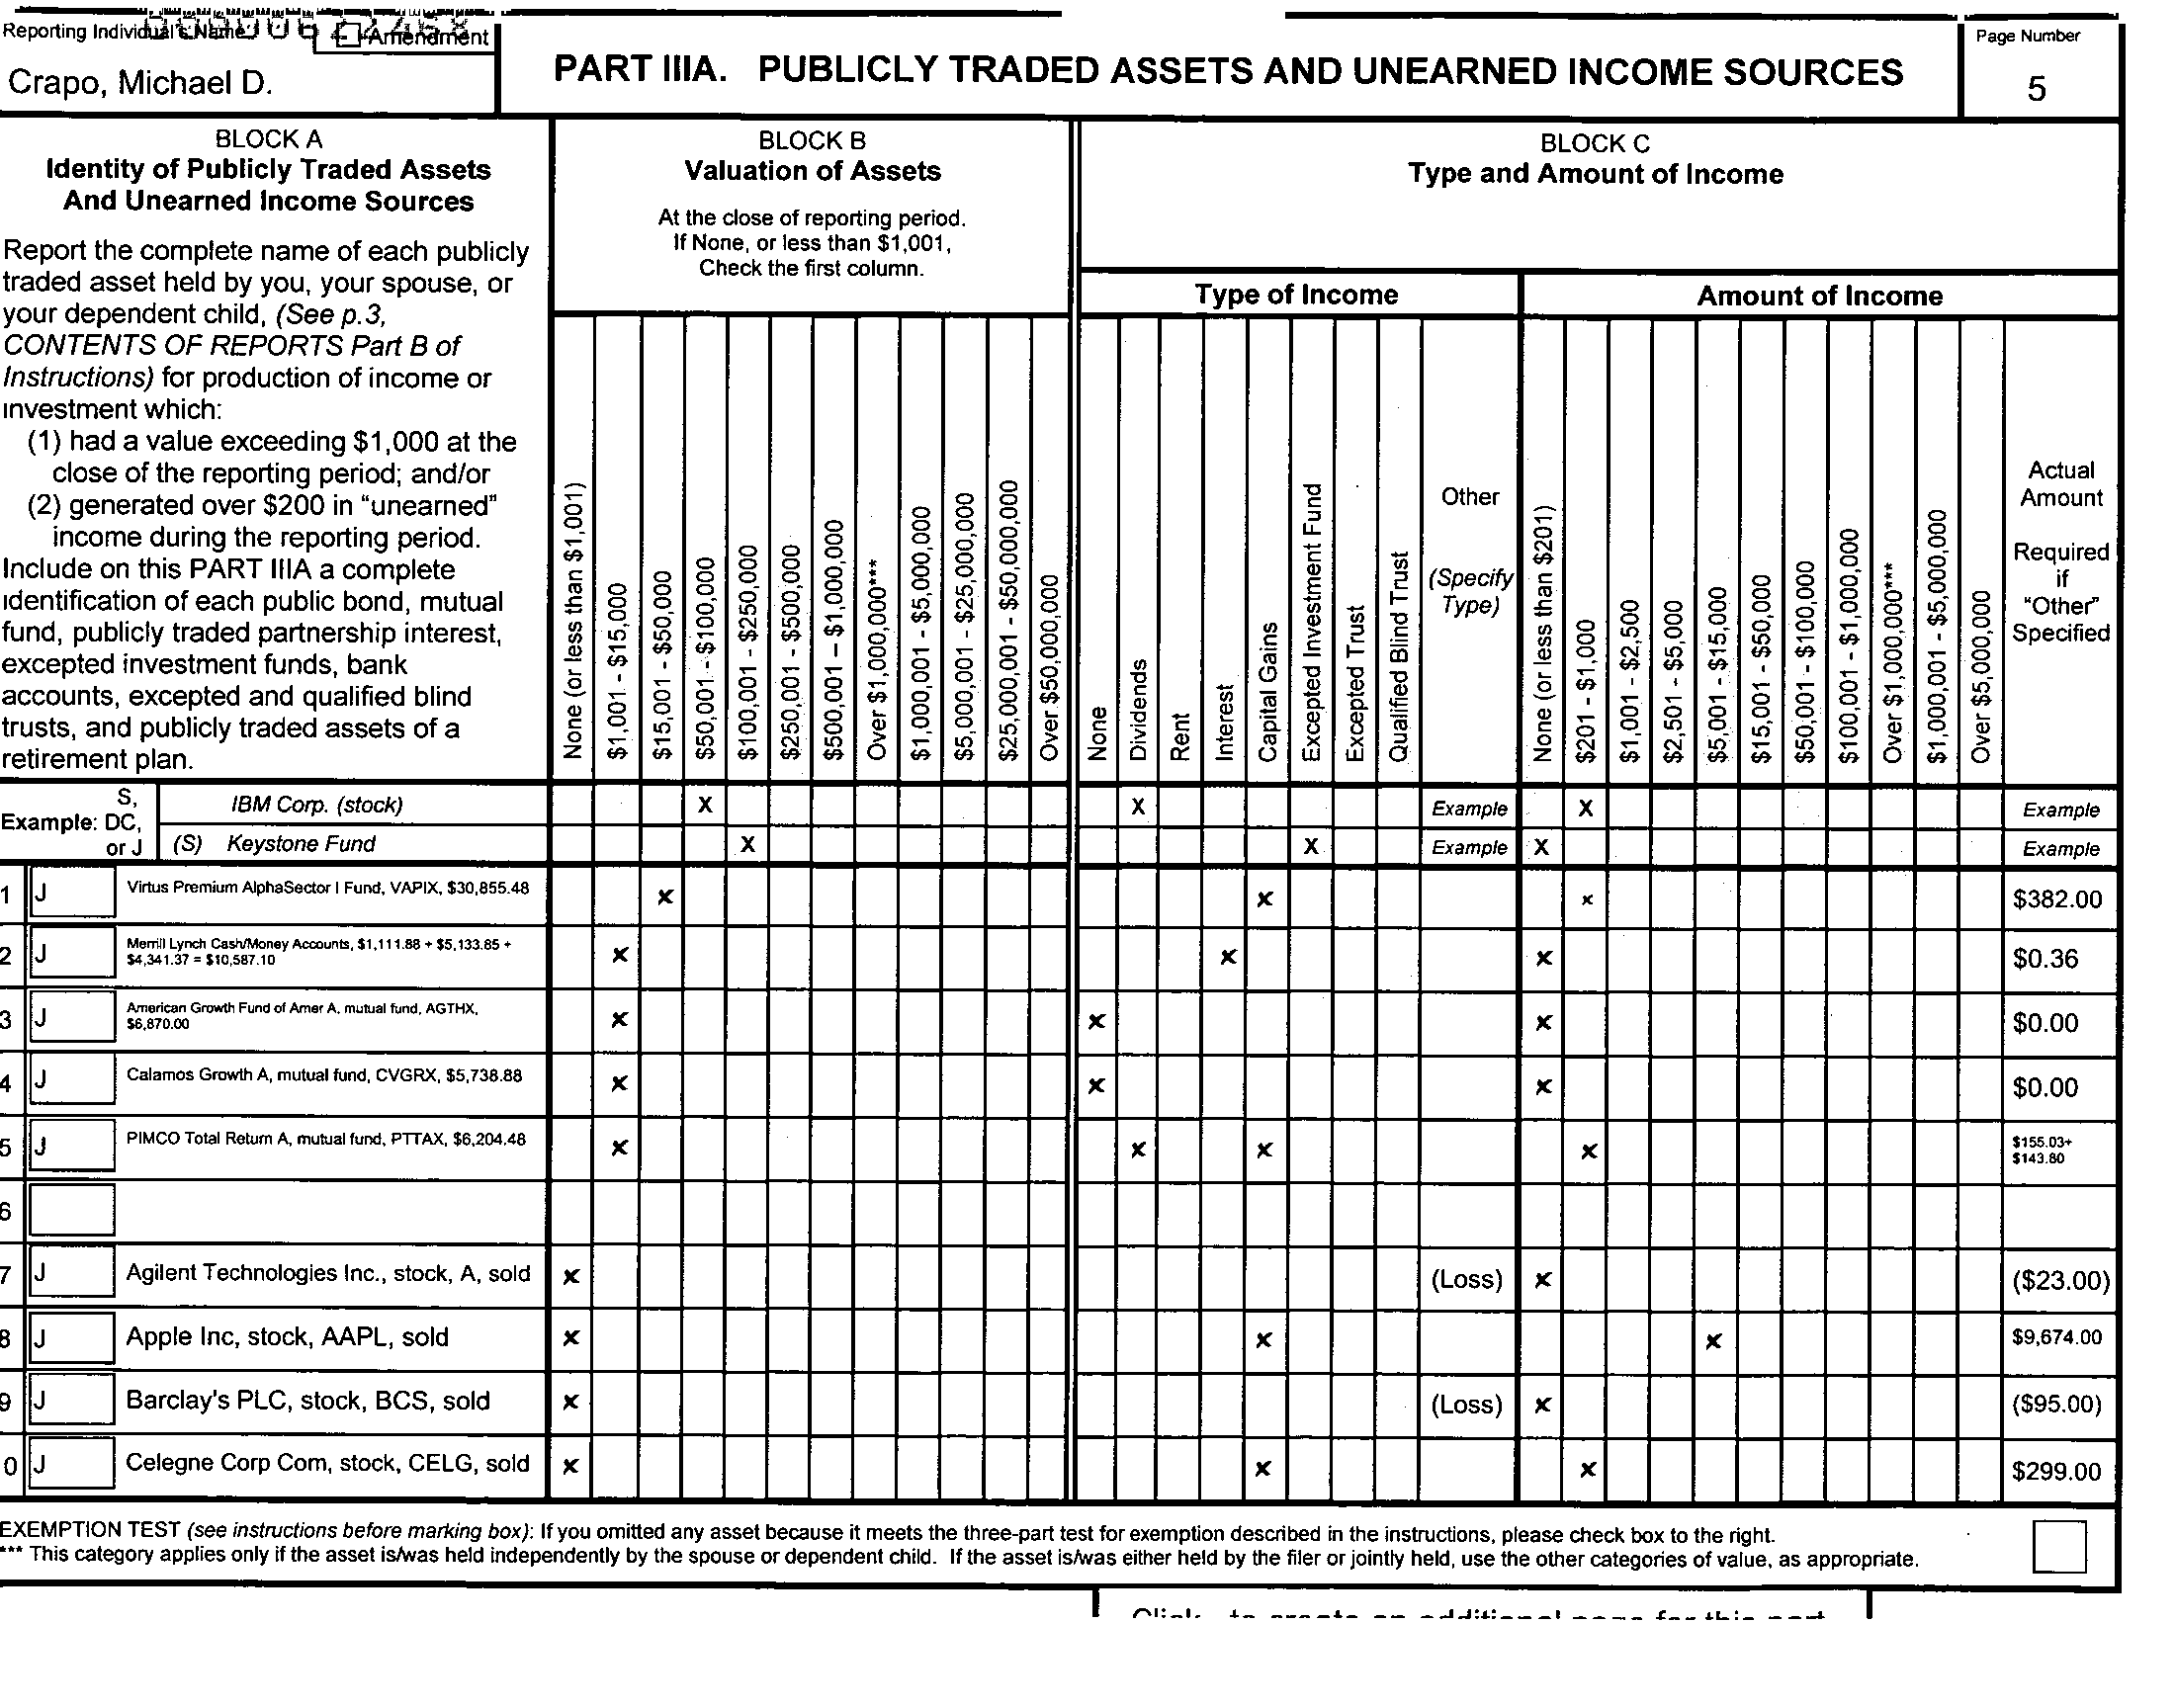 Reporting Individual's Name
Amendment
Crapo, Michael D.
PART IIIA. PUBLICLY TRADED ASSETS AND UNEARNED INCOME SOURCES
Page Number
5
BLOCK A
Identity of Publicly Traded Assets
And Unearned Income Sources
Report the complete name of each publicly
traded asset held by you, your spouse, or
your dependent child, (See p.3,
CONTENTS OF REPORTS Part B of
Instructions) for production of income or
investment which:
(1) had a value exceeding $1,000 at the
close of the reporting period; and/or
(2) generated over $200 in "unearned"
income during the reporting period.
Include on this PART IIIA a complete
identification of each public bond, mutual
fund, publicly traded partnership interest,
excepted investment funds, bank
accounts, excepted and qualified blind
trusts, and publicly traded assets of a
retirement plan.
BLOCK B
Valuation of Assets
At the close of reporting period.
If None, or less than $1,001,
Check the first column.
None (or less than $1,001)
$1,001 - $15,000
$15,001 - $50,000
$50,001 - $100,000
$100,001 - $250,000
$250,001 - $500,000
$500,001 – $1,000,000
Over $1,000,000***
$1,000,001 - $5,000,000
$5,000,001 - $25,000,000
$25,000,001 - $50,000,000
Over $50,000,000
BLOCK C
Type and Amount of Income
Type of Income
None
Dividends
Rent
Interest
Capital Gains
Excepted Investment Fund
Excepted Trust
Qualified Blind Trust
Other
(Specify
Type)
Amount of Income
None (or less than $201)
$201 - $1,000
$1,001 - $2,500
$2,501 - $5,000
$5,001 - $15,000
$15,001 - $50,000
$50,001 - $100,000
$100,001 - $1,000,000
Over $1,000,000***
$1,000,001 - $5,000,000
Over $5,000,000
Actual
Amount
Required
if
"Other"
Specified
Example:
S,
DC,
or J
IBM Corp. (stock) X X Example X Example
(S) Keystone Fund X X Example X Example
1 J Virtus Premium AlphaSector I Fund, VAPIX, $30,855.48 x x x $382.00
2 J Merrill Lynch Cash/Money Accounts, $1,111.88 + $5,133.85 +
$4,341.37 = $10,587.10 x x x $0.36
3 J American Growth Fund of Amer A, mutual fund, AGTHX,
$6,870.00 x x x $0.00
4 J Calamos Growth A, mutual fund, CVGRX, $5,738.88 x x x $0.00
5 J PIMCO Total Return A, mutual fund, PTTAX, $6,204.48 x x x x $155.03+
$143.80
6
7 J Agilent Technologies Inc., stock, A, sold x (Loss) x ($23.00)
8 J Apple Inc, stock, AAPL, sold x x x $9,674.00
9 J Barclay's PLC, stock, BCS, sold x (Loss) x ($95.00)
0 J Celegne Corp Com, stock, CELG, sold x x x $299.00
EXEMPTION TEST (see instructions before marking box): If you omitted any asset because it meets the three-part test for exemption described in the instructions, please check box to the right.
*** This category applies only if the asset is/was held independently by the spouse or dependent child. If the asset is/was either held by the filer or jointly held, use the other categories of value, as appropriate.